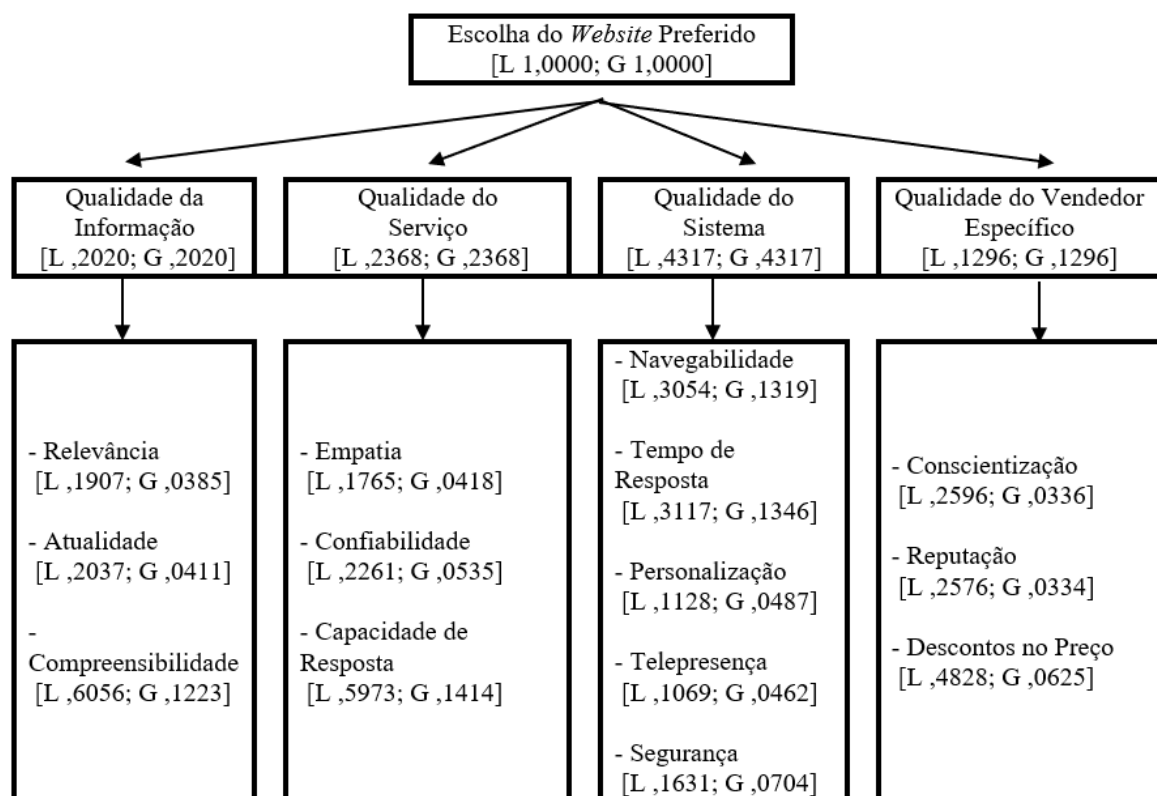 Escolha do Website Preferido
[L 1,0000; G 1,0000]
Qualidade da
Informação
[L ,2020; G ,2020]
Qualidade do
Serviço
[L ,2368; G ,2368]
Qualidade do
Sistema
[L ,4317; G ,4317]
Qualidade do Vendedor
Específico
[L ,1296; G ,1296]
- Relevância
[L ,1907; G ,0385]
- Atualidade
[L ,2037; G ,0411]
-
Compreensibilidade
[L ,6056; G ,1223]
- Empatia
[L ,1765; G ,0418]
- Confiabilidade
[L ,2261; G ,0535]
- Capacidade de
Resposta
[L ,5973; G ,1414]
- Navegabilidade
[L ,3054; G ,1319]
- Tempo de
Resposta
[L ,3117; G ,1346]
- Personalização
[L ,1128; G ,0487]
- Telepresença
[L ,1069; G ,0462]
- Segurança
[L ,1631; G ,0704]
- Conscientização
[L ,2596; G ,0336]
- Reputação
[L ,2576; G ,0334]
- Descontos no Preço
[L ,4828; G ,0625]